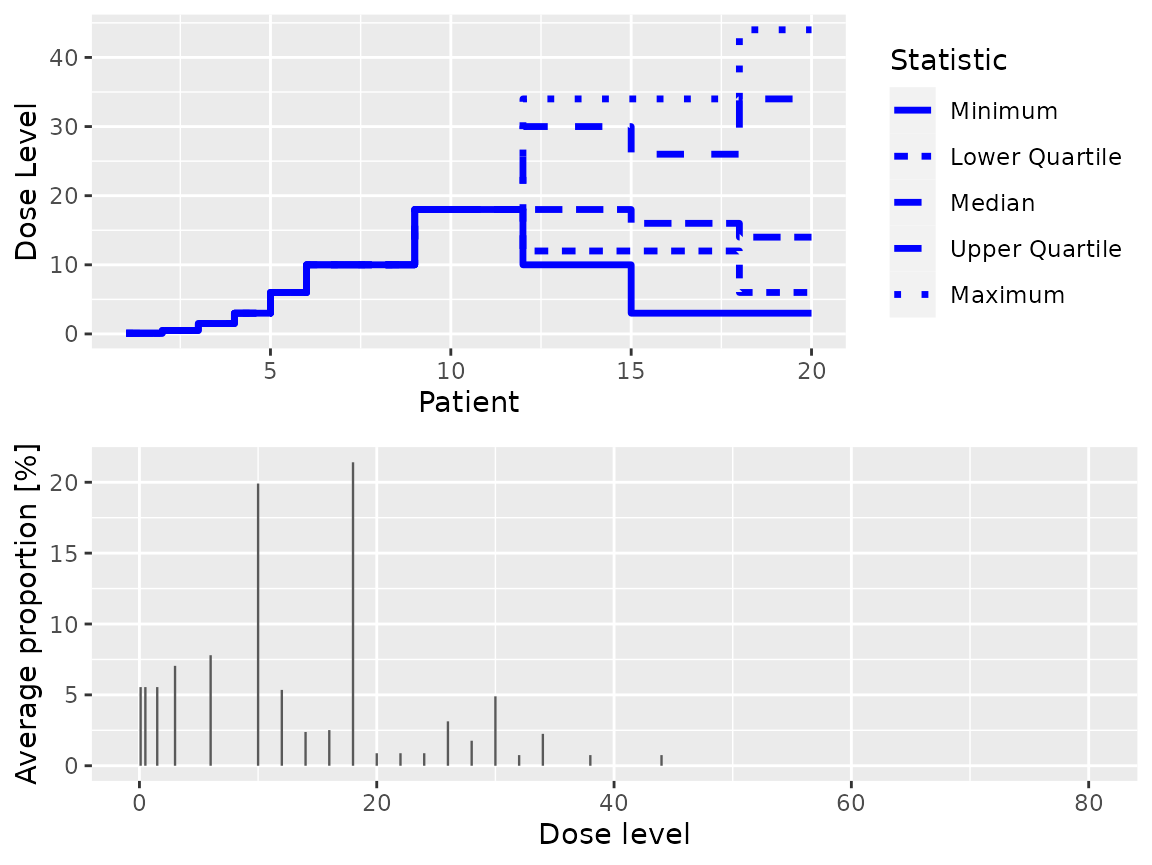 Dose Level
40
30
20
10
0
5
10
15
20
Patient
Statistic
Minimum
Lower Quartile
Median
Upper Quartile
Maximum
Average proportion [%]
20
15
10
5
0
0
20
40
60
80
Dose level